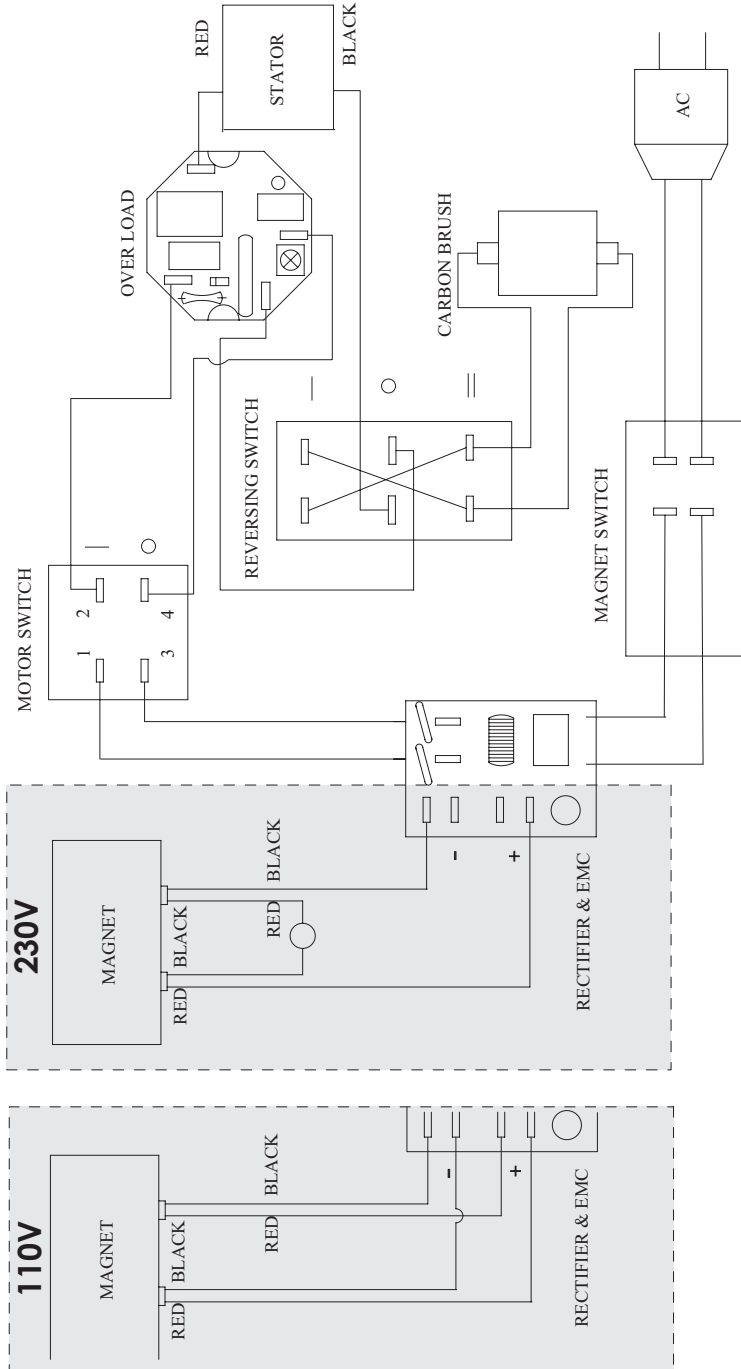 110V
MAGNET
RED
BLACK
RED
BLACK
-
+
RECTIFIER & EMC
230V
MAGNET
RED
BLACK
RED
BLACK
-
+
RECTIFIER & EMC
MOTOR SWITCH
1
2
3
4
REVERSING SWITCH
MAGNET SWITCH
OVER LOAD
CARBON BRUSH
RED
STATOR
BLACK
AC